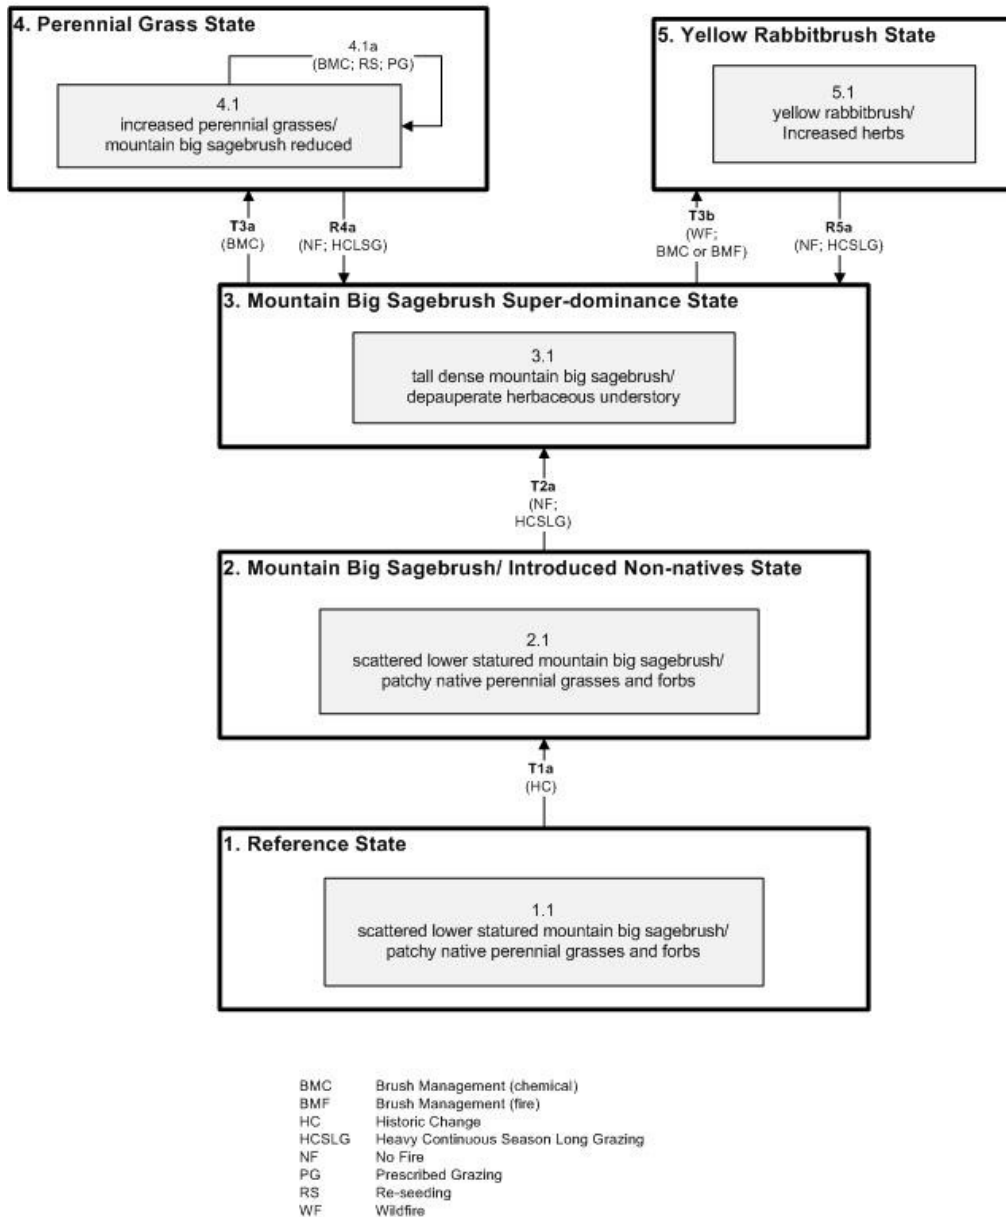 4. Perennial Grass State
4.1a
(BMC; RS; PG)
4.1
increased perennial grasses/
mountain big sagebrush reduced
5. Yellow Rabbitbrush State
5.1
yellow rabbitbrush/
Increased herbs
T3a
(BMC)
R4a
(NF; HCLSG)
T3b
(WF;
BMC or BMF)
R5a
(NF; HCSLG)
3. Mountain Big Sagebrush Super-dominance State
3.1
tall dense mountain big sagebrush/
depauperate herbaceous understory
T2a
(NF;
HCSLG)
2. Mountain Big Sagebrush/ Introduced Non-natives State
2.1
scattered lower statured mountain big sagebrush/
patchy native perennial grasses and forbs
T1a
(HC)
1. Reference State
1.1
scattered lower statured mountain big sagebrush/
patchy native perennial grasses and forbs
BMC Brush Management (chemical)
BMF Brush Management (fire)
HC Historic Change
HCSLG Heavy Continuous Season Long Grazing
NF No Fire
PG Prescribed Grazing
RS Re-seeding
WF Wildfire